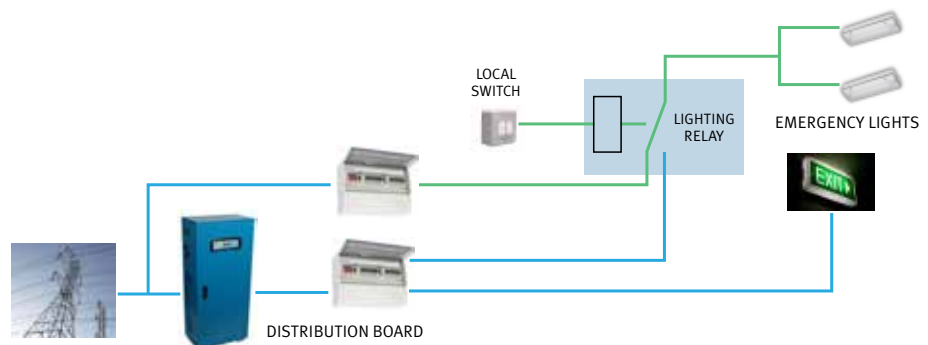 LOCAL
SWITCH
LIGHTING
RELAY
EMERGENCY LIGHTS
EXIT
DISTRIBUTION BOARD